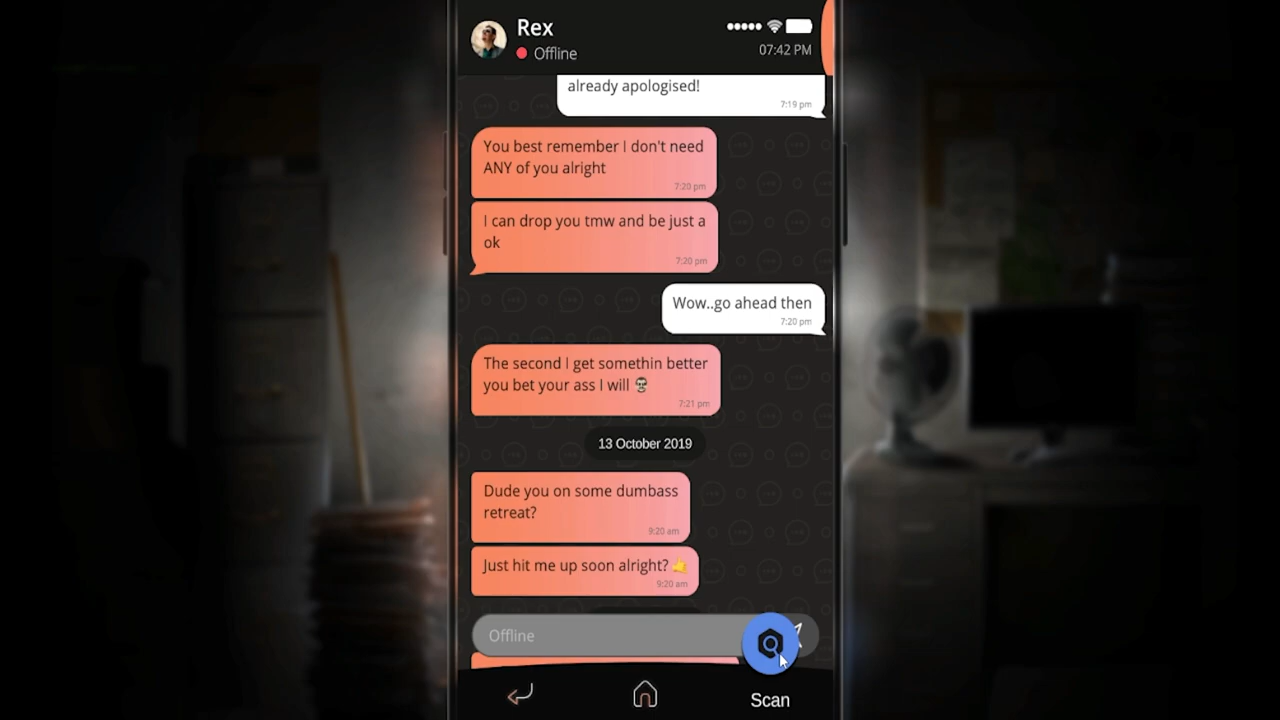 Rex
Offline
07:42 PM
already apologised!
7:19 pm
You best remember I don't need
ANY of you alright
7:20 pm
I can drop you tmw and be just a
ok
7:20 pm
Wow..go ahead then
7:20 pm
The second I get somethin better
you bet your ass I will
7:21 pm
13 October 2019
Dude you on some dumbass
retreat?
9:20 am
Just hit me up soon alright?
9:20 am
Offline
Scan